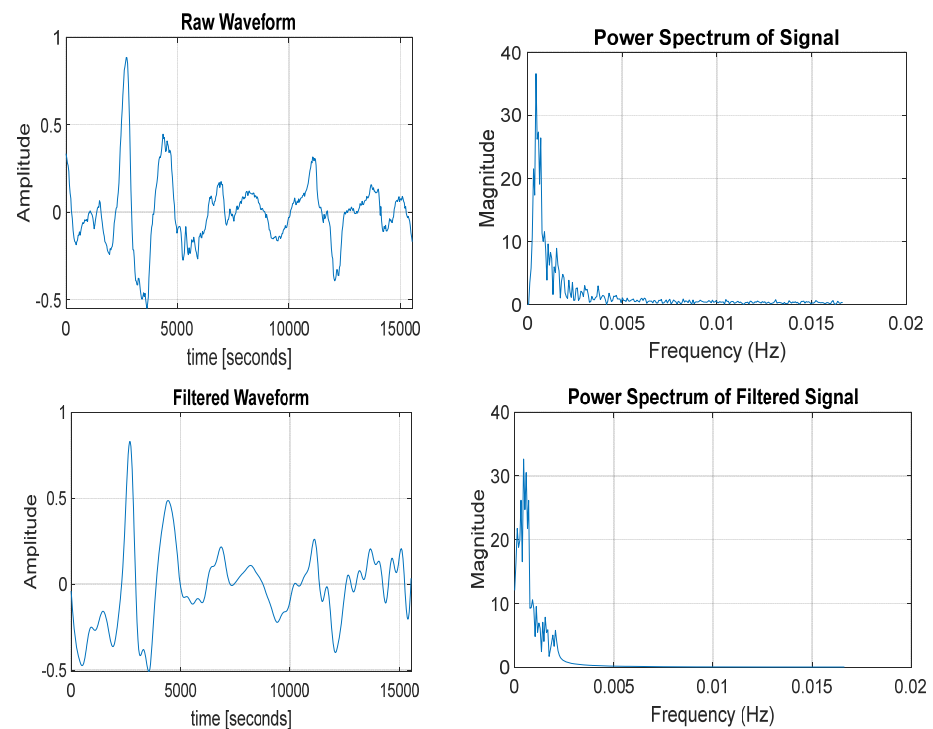 Raw Waveform
1
0.5
0
-0.5
Amplitude
0 5000 10000 15000
time [seconds]
Power Spectrum of Signal
40
30
20
10
0
Magnitude
0 0.005 0.01 0.015 0.02
Frequency (Hz)
Filtered Waveform
1
0.5
0
-0.5
Amplitude
0 5000 10000 15000
time [seconds]
Power Spectrum of Filtered Signal
40
30
20
10
0
Magnitude
0 0.005 0.01 0.015 0.02
Frequency (Hz)